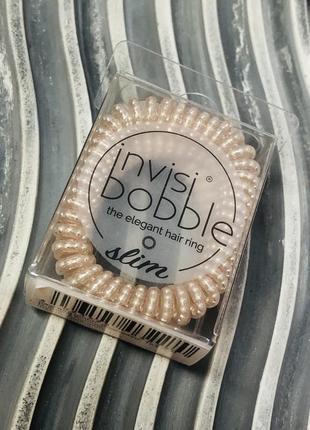 invisi®
bobble
the elegant hair ring
slim